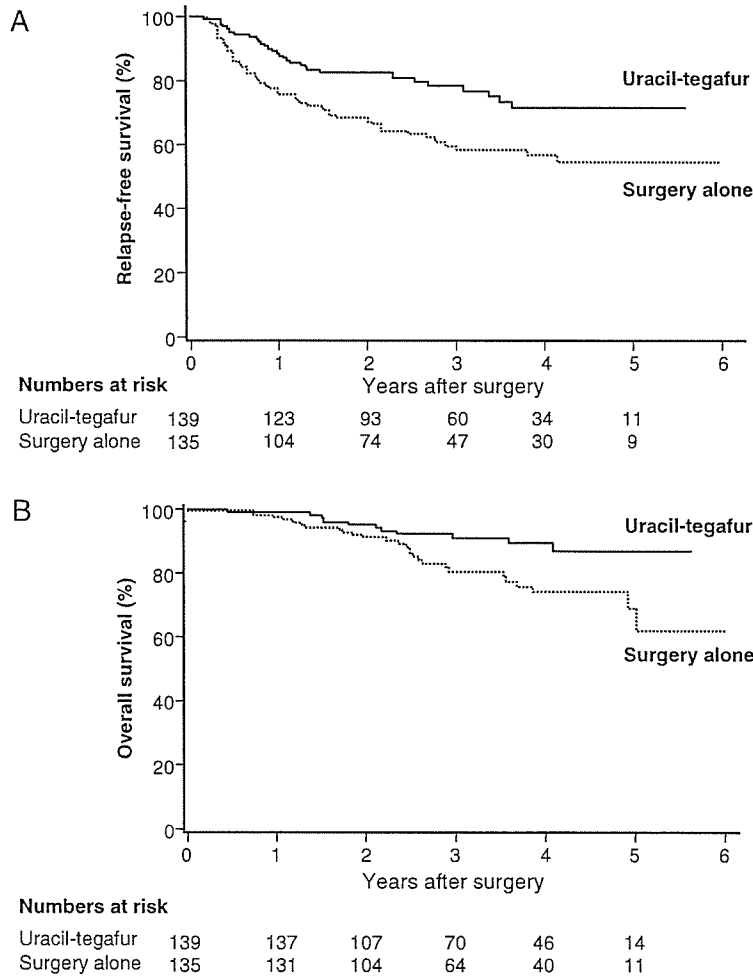 A
Relapse-free survival (%)
100
80
60
40
20
0
Uracil-tegafur
Surgery alone
0 1 2 3 4 5 6
Years after surgery
Numbers at risk
Uracil-tegafur 139 123 93 60 34 11
Surgery alone 135 104 74 47 30 9
B
Overall survival (%)
100
80
60
40
20
0
Uracil-tegafur
Surgery alone
0 1 2 3 4 5 6
Years after surgery
Numbers at risk
Uracil-tegafur 139 137 107 70 46 14
Surgery alone 135 131 104 64 40 11